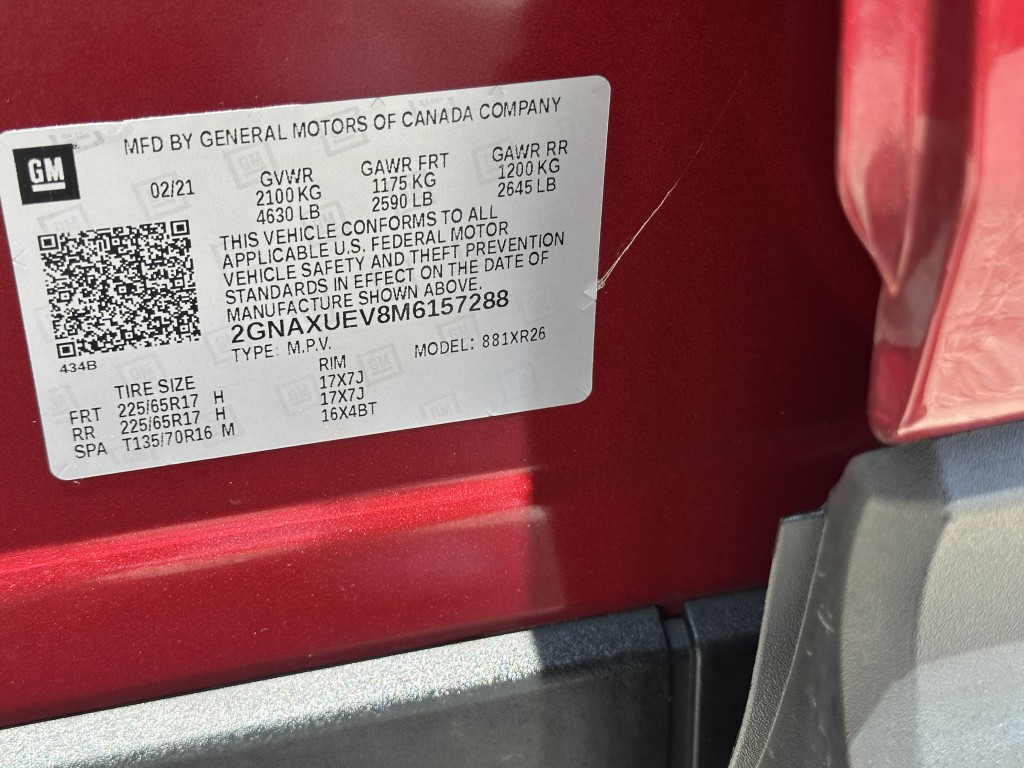 MFD BY GENERAL MOTORS OF CANADA COMPANY
GM
02/21
GVWR GAWR FRT GAWR RR
2100 KG 1175 KG 1200 KG
4630 LB 2590 LB 2645 LB
THIS VEHICLE CONFORMS TO ALL
APPLICABLE U.S. FEDERAL MOTOR
VEHICLE SAFETY AND THEFT PREVENTION
STANDARDS IN EFFECT ON THE DATE OF
MANUFACTURE SHOWN ABOVE.
2GNAXUEV8M6157288
TYPE: M.P.V. MODEL: 881XR26
434B
TIRE SIZE RIM
FRT 225/65R17 H 17X7J
RR 225/65R17 H 17X7J
SPA T135/70R16 M 16X4BT